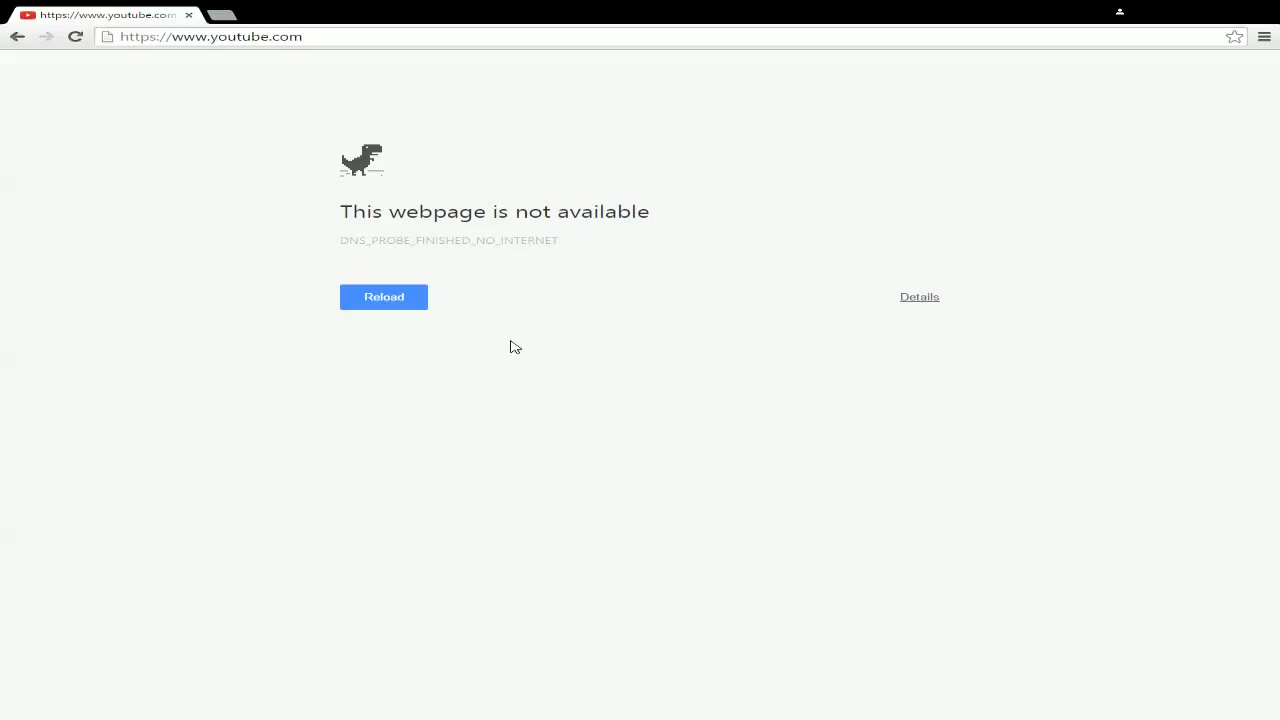 https://www.youtube.com
https://www.youtube.com
This webpage is not available
DNS_PROBE_FINISHED_NO_INTERNET
Reload
Details